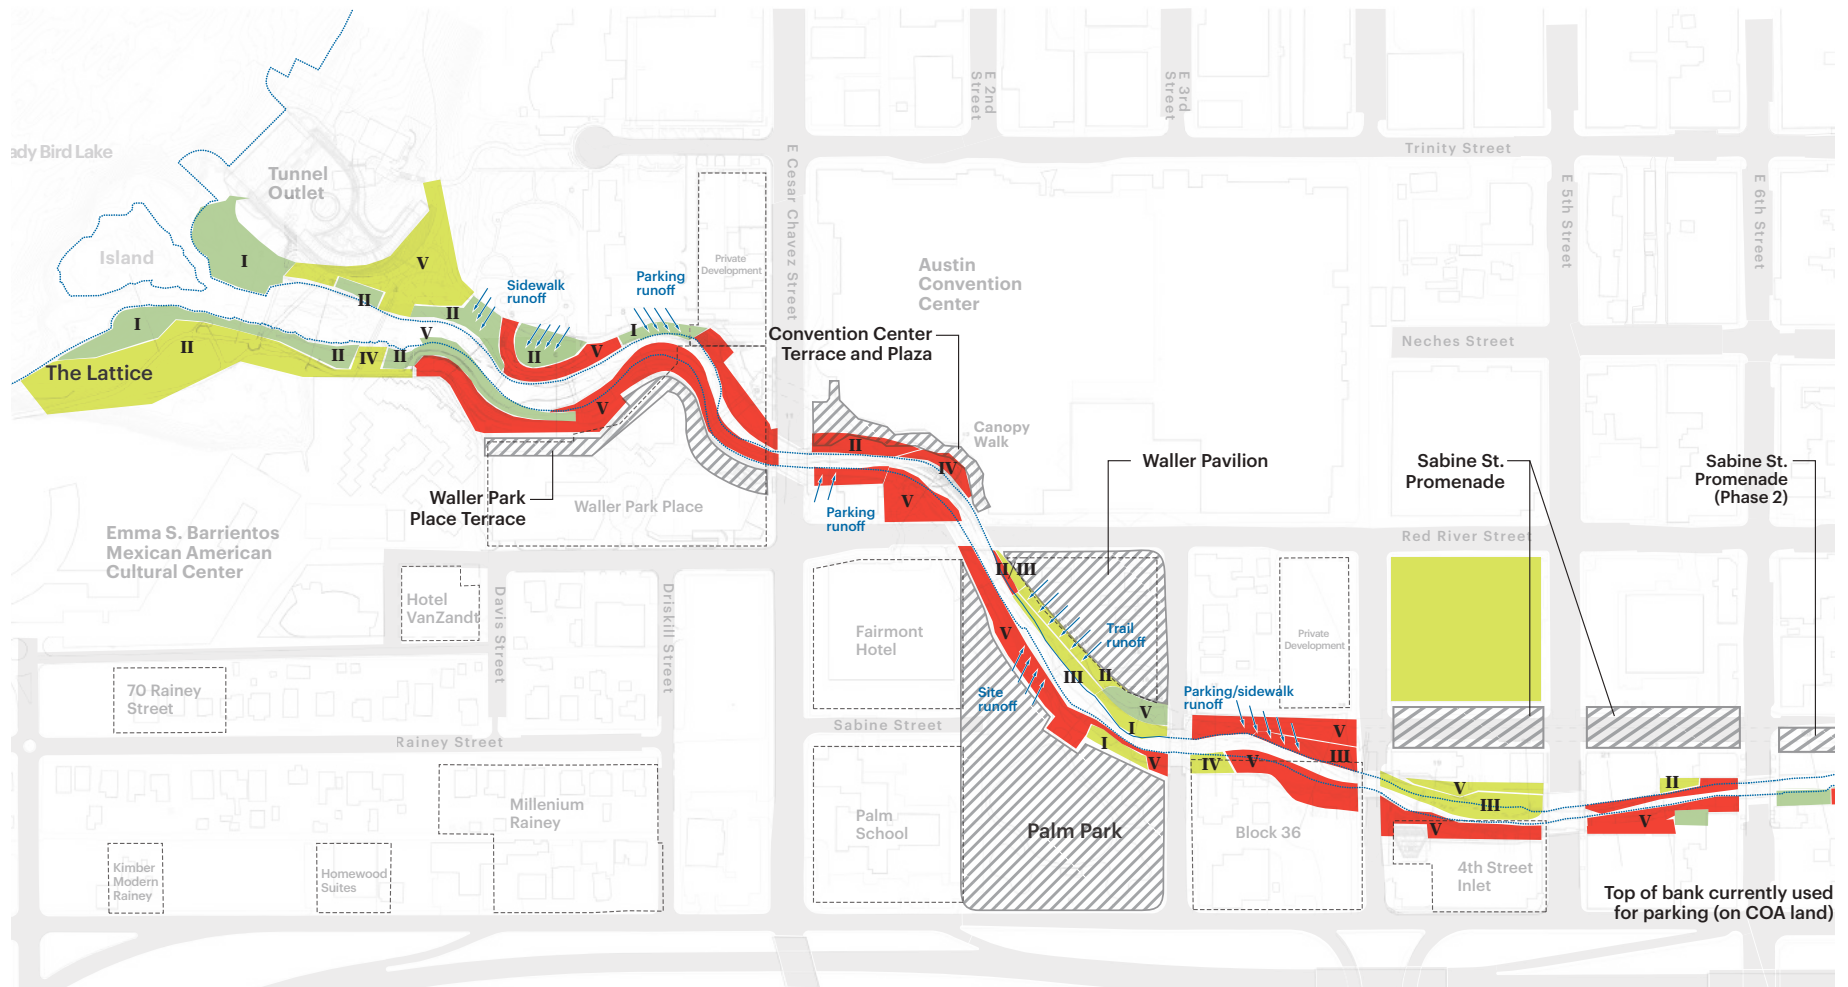 ady Bird Lake
Tunnel
Outlet
Island
I
V
II
II
V
I
II
II
IV
II
The Lattice
Sidewalk
runoff
Parking
runoff
I
II
V
V
Private
Development
E Cesar Chavez Street
E 2nd
Street
E 3rd
Street
Trinity Street
E 5th Street
E 6th Street
Neches Street
Austin
Convention
Center
Convention Center
Terrace and Plaza
Canopy
Walk
II
IV
V
Parking
runoff
Waller Park
Place Terrace
Waller Park Place
Emma S. Barrientos
Mexican American
Cultural Center
Waller Pavilion
Sabine St.
Promenade
Sabine St.
Promenade
(Phase 2)
Red River Street
Hotel
VanZandt
Davis Street
Driskill Street
Fairmont
Hotel
II/III
V
Trail
runoff
III
II
V
I
I
V
Site
runoff
Private
Development
Parking/sidewalk
runoff
V
III
IV
V
70 Rainey
Street
Rainey Street
Sabine Street
V
III
V
II
V
Millenium
Rainey
Palm
School
Palm Park
Block 36
4th Street
Inlet
Kimber
Modern
Rainey
Homewood
Suites
Top of bank currently used
for parking (on COA land)